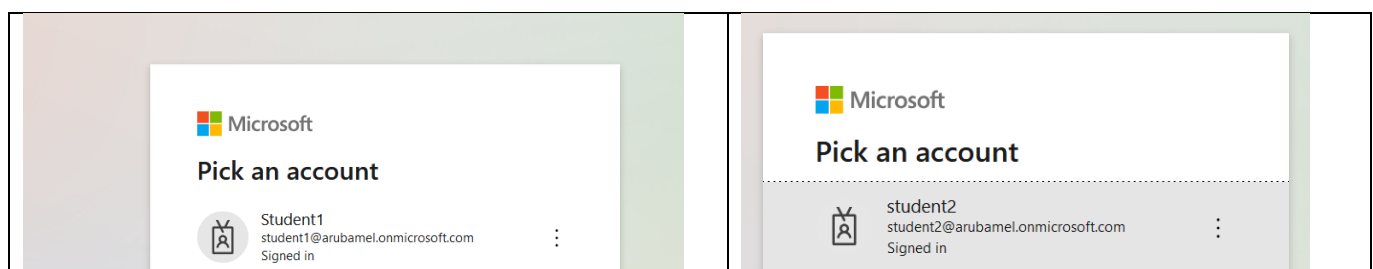 Microsoft
Pick an account
Student1
student1@arubamel.onmicrosoft.com
Signed in
Microsoft
Pick an account
student2
student2@arubamel.onmicrosoft.com
Signed in